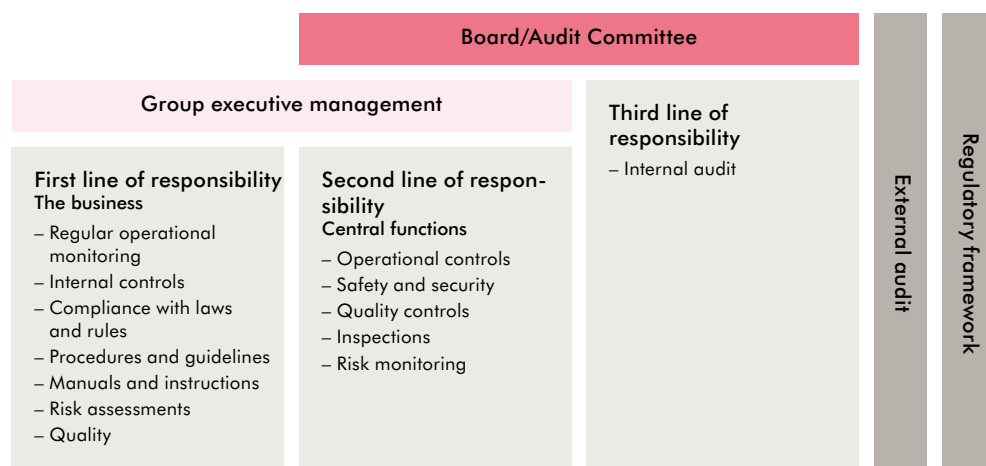 Board/Audit Committee
Group executive management
First line of responsibility
The business
– Regular operational
monitoring
– Internal controls
– Compliance with laws
and rules
– Procedures and guidelines
– Manuals and instructions
– Risk assessments
– Quality
Second line of respon-
sibility
Central functions
– Operational controls
– Safety and security
– Quality controls
– Inspections
– Risk monitoring
Third line of
responsibility
– Internal audit
External audit
Regulatory framework